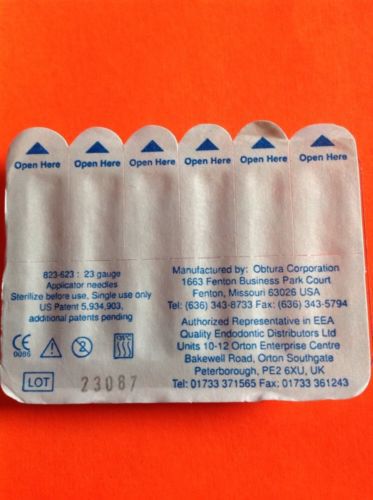 Open Here Open Here Open Here Open Here Open Here Open Here
823-623 : 23 gauge
Applicator needles
Sterilize before use, Single use only
US Patent 5,934,903,
additional patents pending
CE
0086
135°C
LOT 23087
Manufactured by: Obtura Corporation
1663 Fenton Business Park Court
Fenton, Missouri 63026 USA
Tel: (636) 343-8733 Fax: (636) 343-5794
Authorized Representative in EEA
Quality Endodontic Distributors Ltd
Units 10-12 Orton Enterprise Centre
Bakewell Road, Orton Southgate
Peterborough, PE2 6XU, UK
Tel: 01733 371565 Fax: 01733 361243